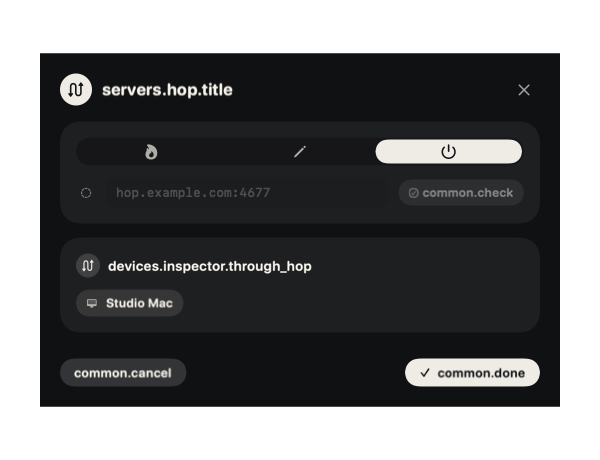 servers.hop.title
hop.example.com:4677
common.check
devices.inspector.through_hop
Studio Mac
common.cancel
common.done